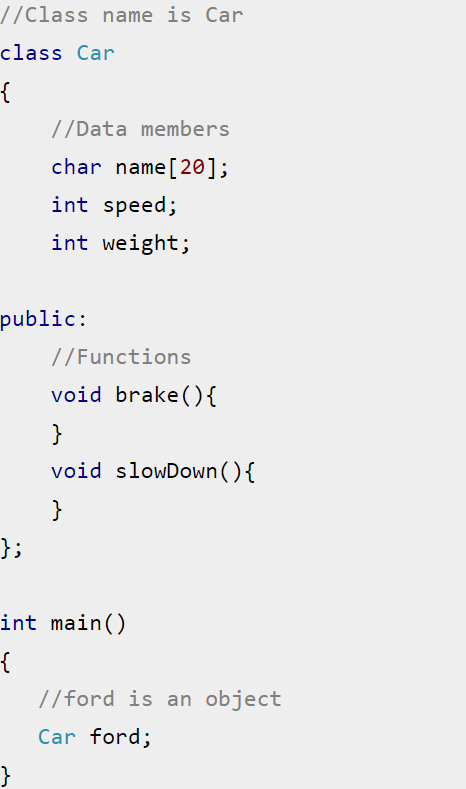 //Class name is Car
class Car
{
    //Data members
    char name[20];
    int speed;
    int weight;

public:
    //Functions
    void brake(){
    }
    void slowDown(){
    }
};

int main()
{
   //ford is an object
   Car ford;
}